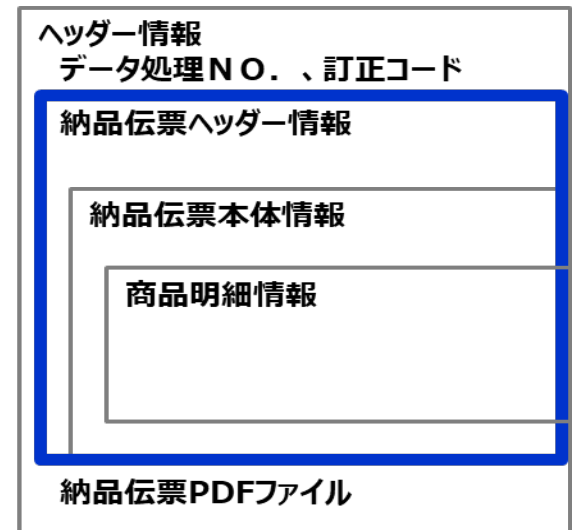 ヘッダー情報
データ処理ＮＯ．、訂正コード
納品伝票ヘッダー情報
納品伝票本体情報
商品明細情報
納品伝票PDFファイル